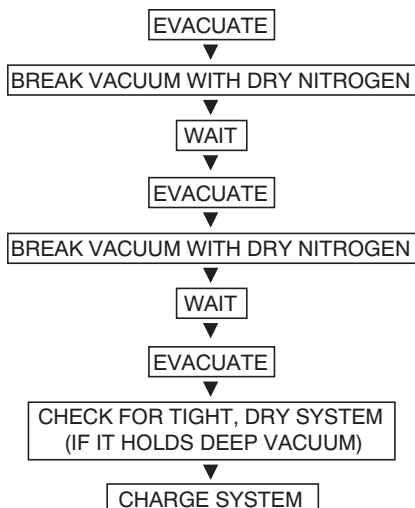 EVACUATE
BREAK VACUUM WITH DRY NITROGEN
WAIT
EVACUATE
BREAK VACUUM WITH DRY NITROGEN
WAIT
EVACUATE
CHECK FOR TIGHT, DRY SYSTEM
(IF IT HOLDS DEEP VACUUM)
CHARGE SYSTEM